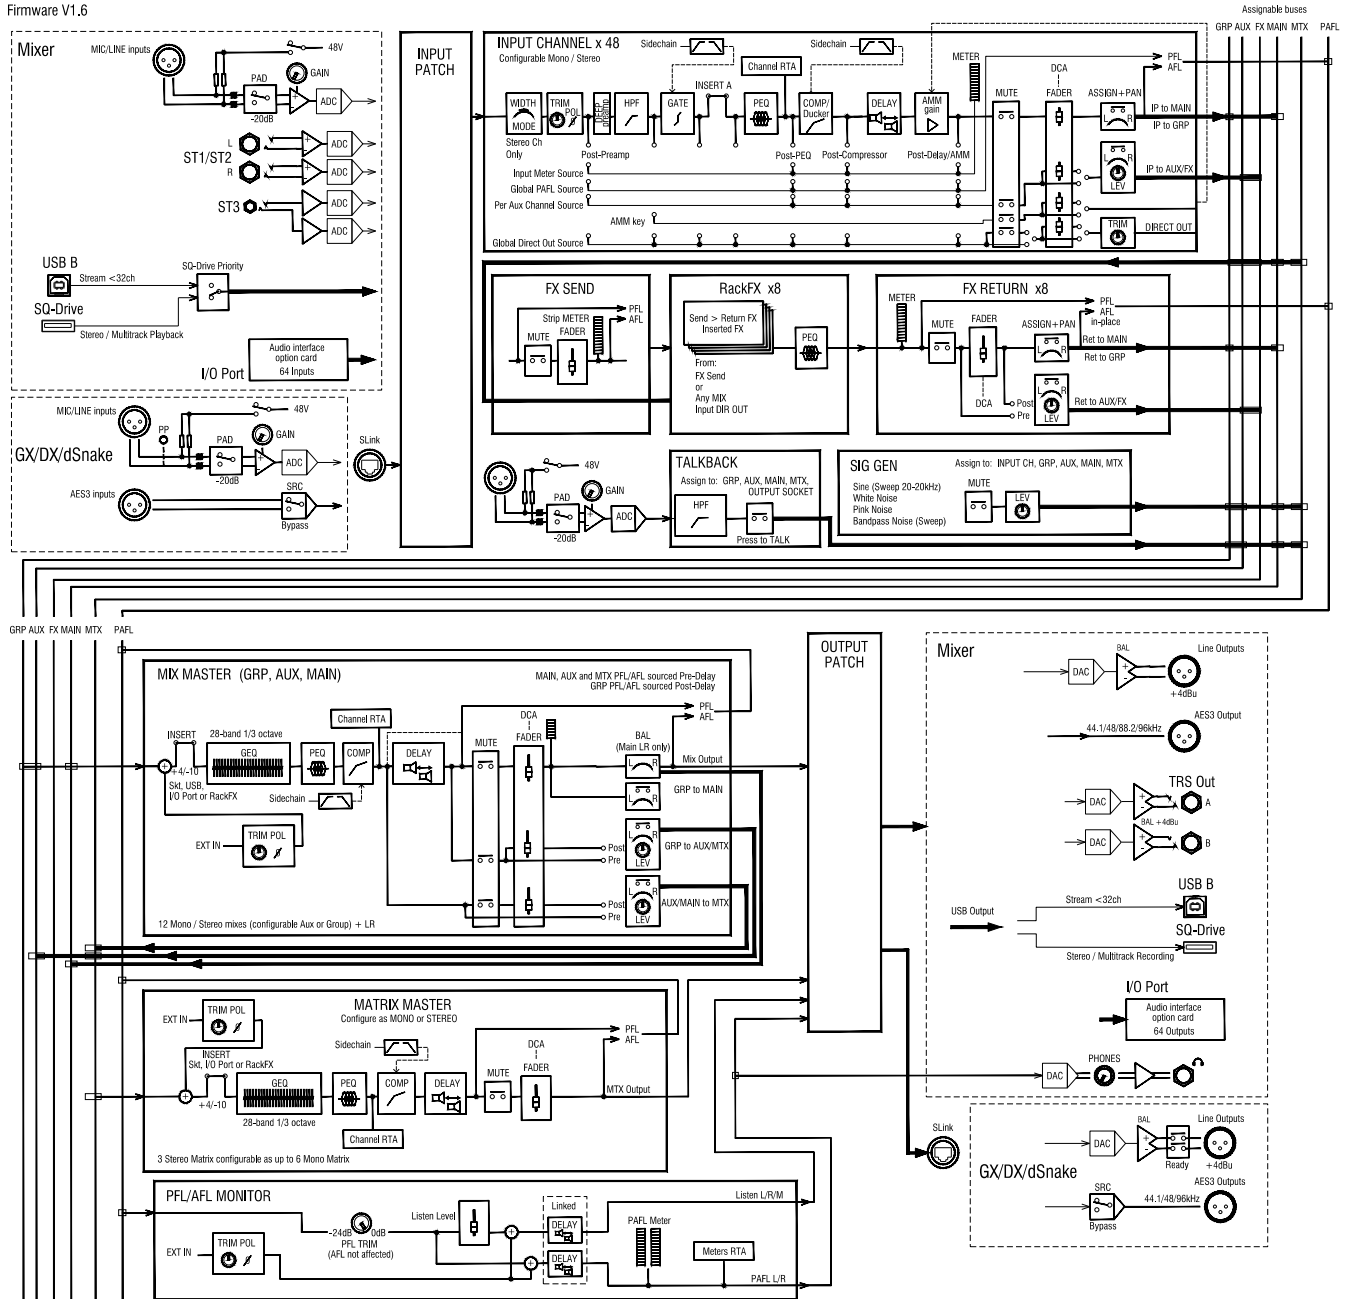 Firmware V1.6
Assignable buses
GRP AUX FX MAIN MTX PAFL
Mixer
MIC/LINE inputs
48V
GAIN
PAD
-20dB
ADC
ST1/ST2
L
R
ADC
ADC
ST3
ADC
ADC
USB B
Stream <32ch
SQ-Drive Priority
SQ-Drive
Stereo / Multitrack Playback
I/O Port
Audio interface
option card
64 Inputs
GX/DX/dSnake
MIC/LINE inputs
PP
48V
GAIN
PAD
-20dB
ADC
AES3 inputs
SRC
Bypass
SLink
INPUT
PATCH
INPUT CHANNEL x 48
Configurable Mono / Stereo
Sidechain
Sidechain
Channel RTA
METER
PFL
AFL
WIDTH
MODE
Stereo Ch
Only
TRIM
POL
DEEP
preamp
HPF
GATE
INSERT A
PEQ
COMP/
Ducker
DELAY
AMM
gain
MUTE
DCA
FADER
ASSIGN+PAN
L R
IP to MAIN
IP to GRP
Post-Preamp
Post-PEQ
Post-Compressor
Post-Delay/AMM
Input Meter Source
Global PAFL Source
Per Aux Channel Source
AMM key
Global Direct Out Source
L R
LEV
IP to AUX/FX
TRIM
DIRECT OUT
FX SEND
Strip METER
MUTE
FADER
PFL
AFL
RackFX x8
Send > Return FX
Inserted FX
From:
FX Send
or
Any MIX
Input DIR OUT
PEQ
FX RETURN x8
METER
MUTE
FADER
ASSIGN+PAN
L R
PFL
AFL
in-place
Ret to MAIN
Ret to GRP
DCA
Post
Pre
L R
LEV
Ret to AUX/FX
48V
GAIN
PAD
-20dB
ADC
TALKBACK
Assign to: GRP, AUX, MAIN, MTX,
OUTPUT SOCKET
HPF
Press to TALK
SIG GEN
Assign to: INPUT CH, GRP, AUX, MAIN, MTX
Sine (Sweep 20-20kHz)
White Noise
Pink Noise
Bandpass Noise (Sweep)
MUTE
LEV
GRP AUX FX MAIN MTX PAFL
MIX MASTER (GRP, AUX, MAIN)
MAIN, AUX and MTX PFL/AFL sourced Pre-Delay
GRP PFL/AFL sourced Post-Delay
PFL
AFL
Channel RTA
INSERT
+4/-10
Skt, USB,
I/O Port or RackFX
28-band 1/3 octave
GEQ
PEQ
COMP
Sidechain
DELAY
MUTE
DCA
FADER
BAL
(Main LR only)
L R
Mix Output
L R
GRP to MAIN
EXT IN
TRIM POL
Post
Pre
L R
LEV
GRP to AUX/MTX
Post
Pre
L R
LEV
AUX/MAIN to MTX
12 Mono / Stereo mixes (configurable Aux or Group) + LR
MATRIX MASTER
Configure as MONO or STEREO
EXT IN
TRIM POL
INSERT
Skt, I/O Port or RackFX
+4/-10
GEQ
28-band 1/3 octave
PEQ
Channel RTA
Sidechain
COMP
DELAY
MUTE
DCA
FADER
PFL
AFL
MTX Output
3 Stereo Matrix configurable as up to 6 Mono Matrix
PFL/AFL MONITOR
EXT IN
TRIM POL
-24dB
0dB
PFL TRIM
(AFL not affected)
Listen Level
Linked
DELAY
DELAY
PAFL Meter
Meters RTA
Listen L/R/M
PAFL L/R
OUTPUT
PATCH
Mixer
DAC
BAL
Line Outputs
+4dBu
44.1/48/88.2/96kHz
AES3 Output
TRS Out
DAC
A
BAL +4dBu
DAC
B
USB Output
Stream <32ch
USB B
SQ-Drive
Stereo / Multitrack Recording
I/O Port
Audio interface
option card
64 Outputs
DAC
PHONES
SLink
GX/DX/dSnake
DAC
BAL
Ready
Line Outputs
+4dBu
SRC
Bypass
44.1/48/96kHz
AES3 Outputs